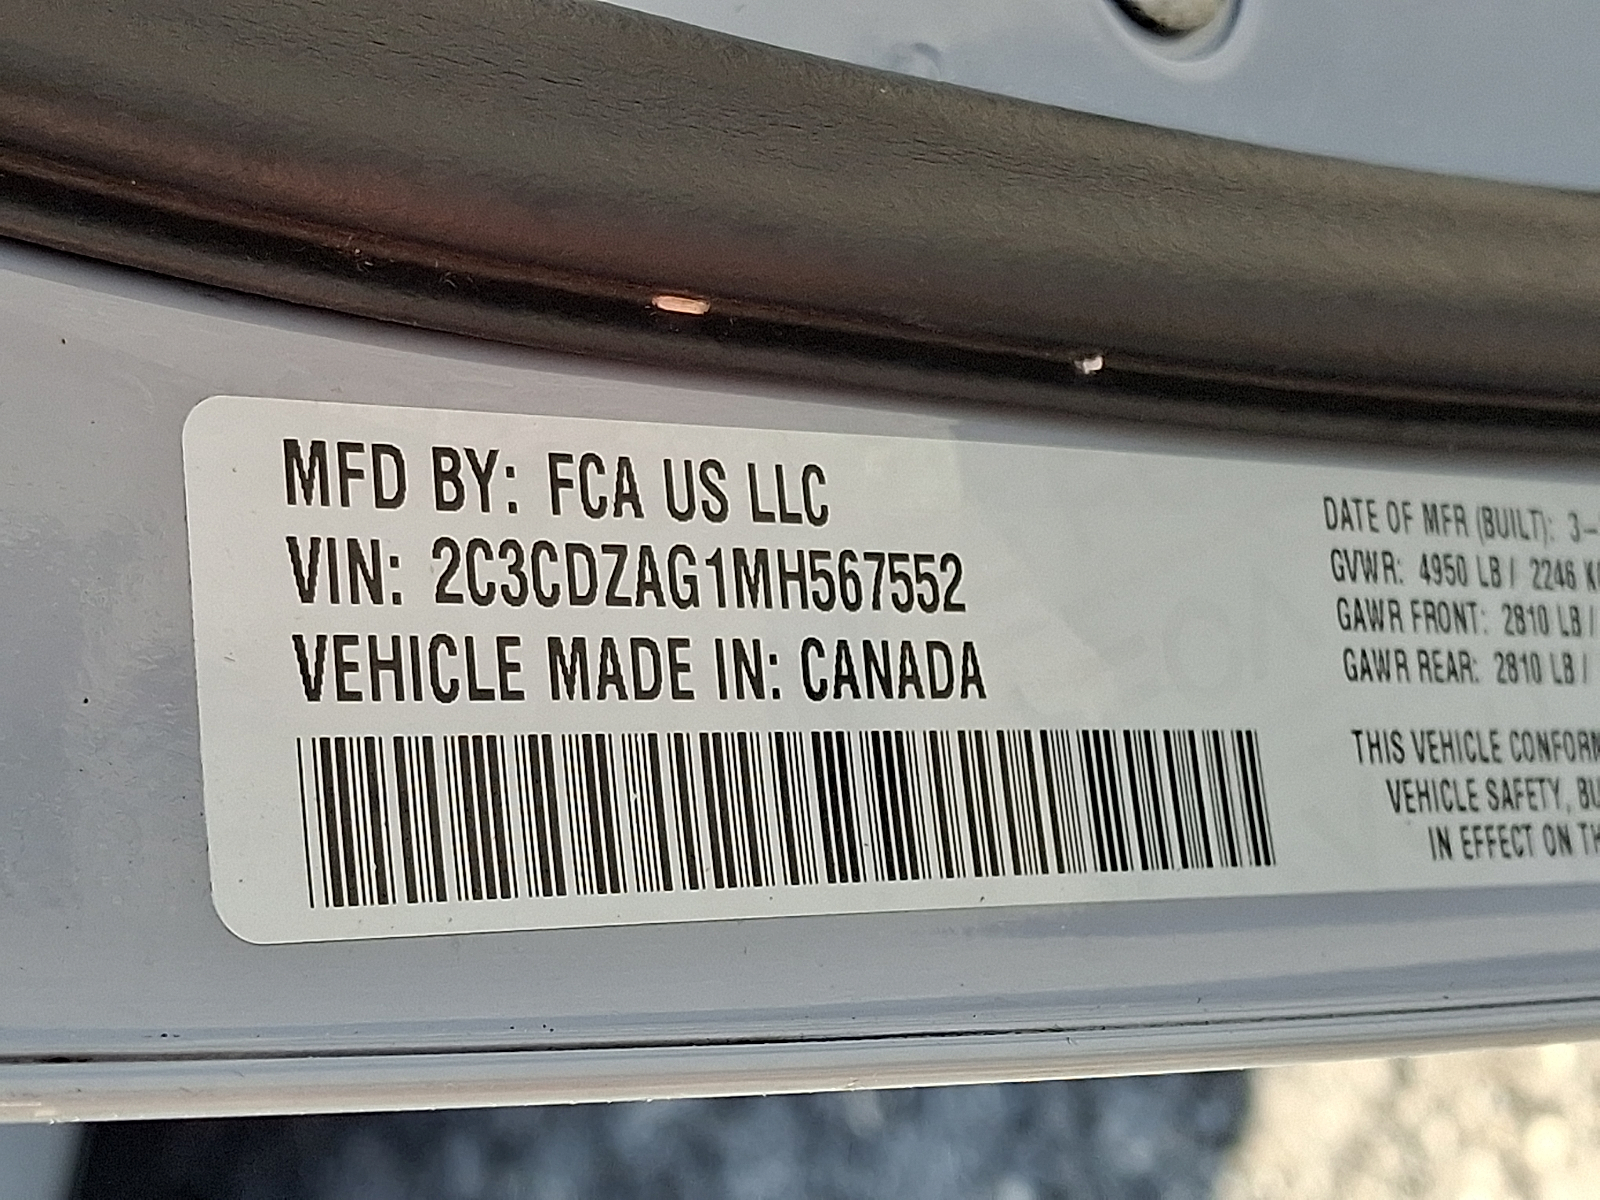 MFD BY: FCA US LLC
VIN: 2C3CDZAG1MH567552
VEHICLE MADE IN: CANADA
DATE OF MFR (BUILT): 3-
GVWR: 4950 LB / 2246
GAWR FRONT: 2810 LB /
GAWR REAR: 2810 LB /
THIS VEHICLE
VEHICLE SAFETY,
IN EFFECT ON